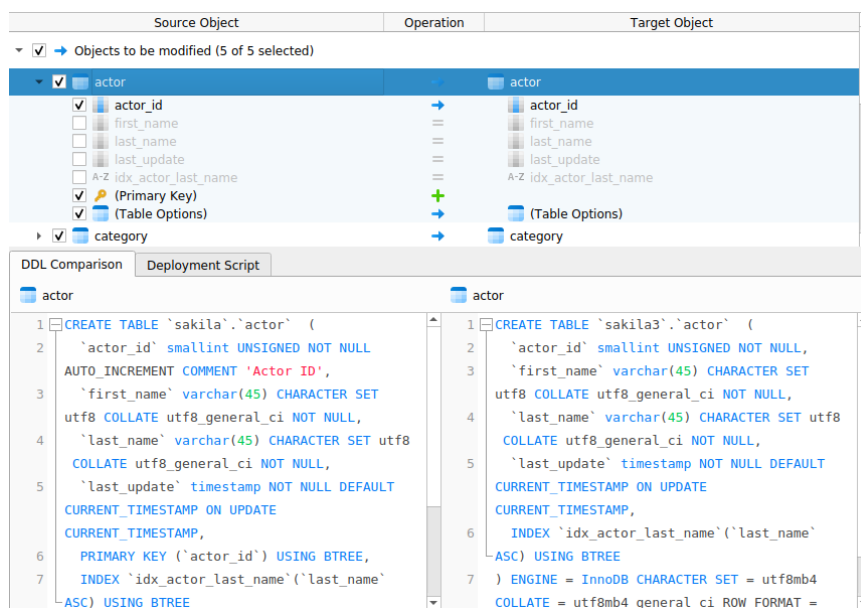 Source Object Operation Target Object
Objects to be modified (5 of 5 selected)
actor actor
actor_id actor_id
first_name = first_name
last_name = last_name
last_update = last_update
A-Z idx_actor_last_name = A-Z idx_actor_last_name
(Primary Key) +
(Table Options) (Table Options)
category category
DDL Comparison Deployment Script
actor actor
1 CREATE TABLE `sakila`.`actor` (
2 `actor_id` smallint UNSIGNED NOT NULL
AUTO_INCREMENT COMMENT 'Actor ID',
3 `first_name` varchar(45) CHARACTER SET
utf8 COLLATE utf8_general_ci NOT NULL,
4 `last_name` varchar(45) CHARACTER SET utf8
COLLATE utf8_general_ci NOT NULL,
5 `last_update` timestamp NOT NULL DEFAULT
CURRENT_TIMESTAMP ON UPDATE
CURRENT_TIMESTAMP,
6 PRIMARY KEY (`actor_id`) USING BTREE,
7 INDEX `idx_actor_last_name`(`last_name`
ASC) USING BTREE
1 CREATE TABLE `sakila3`.`actor` (
2 `actor_id` smallint UNSIGNED NOT NULL,
3 `first_name` varchar(45) CHARACTER SET
utf8 COLLATE utf8_general_ci NOT NULL,
4 `last_name` varchar(45) CHARACTER SET utf8
COLLATE utf8_general_ci NOT NULL,
5 `last_update` timestamp NOT NULL DEFAULT
CURRENT_TIMESTAMP ON UPDATE
CURRENT_TIMESTAMP,
6 INDEX `idx_actor_last_name`(`last_name`
ASC) USING BTREE
7 ) ENGINE = InnoDB CHARACTER SET = utf8mb4
COLLATE = utf8mb4_general_ci ROW_FORMAT =